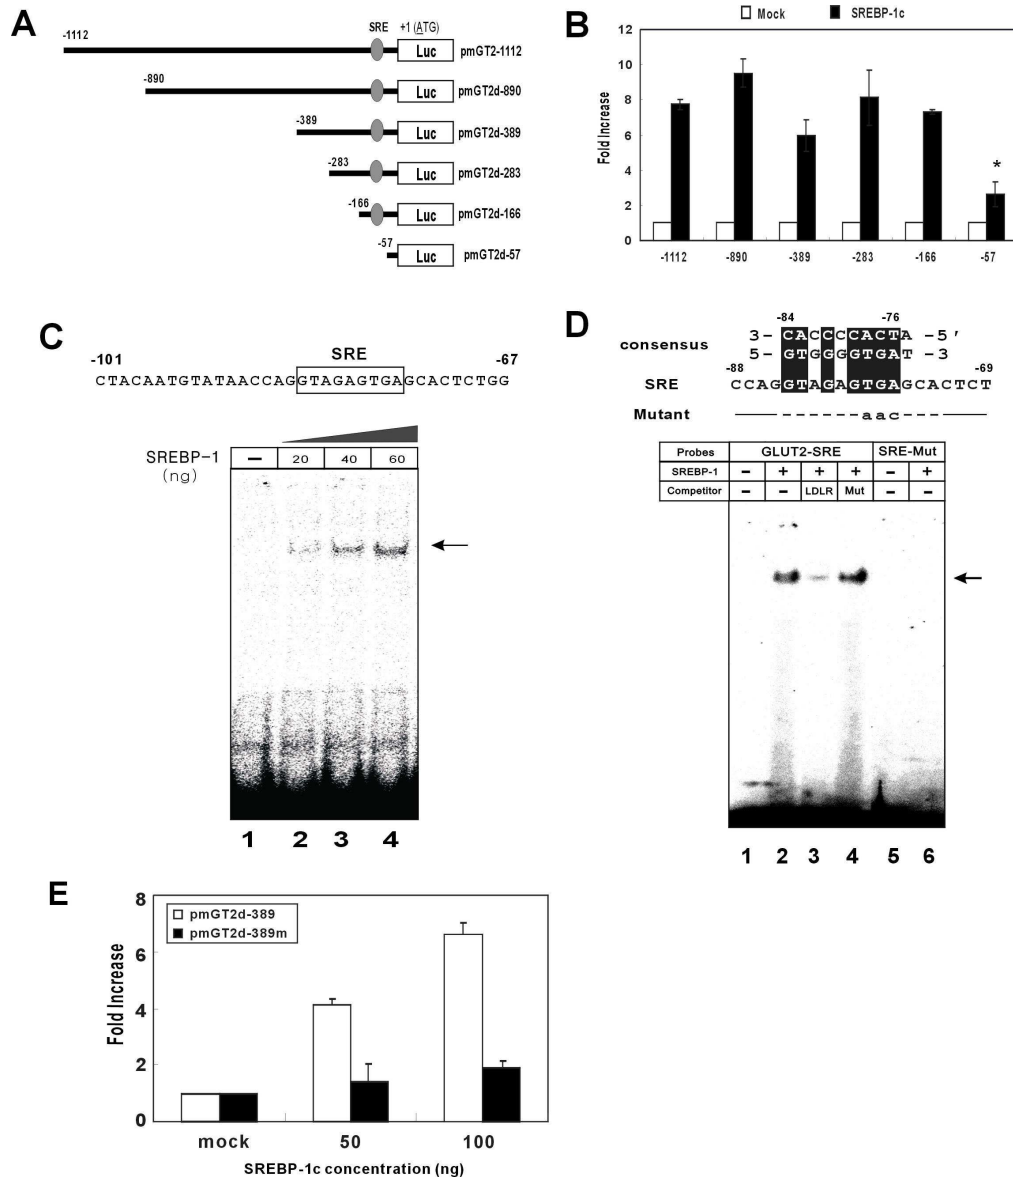 A
SRE +1 (ATG)
-1112 Luc pmGT2-1112
-890 Luc pmGT2d-890
-389 Luc pmGT2d-389
-283 Luc pmGT2d-283
-166 Luc pmGT2d-166
-57 Luc pmGT2d-57
B
Mock SREBP-1c
Fold Increase
12
10
8
6
4
2
0
*
-1112 -890 -389 -283 -166 -57
C
SRE
-101 -67
CTACAATGTATAACCAGGTAGAGTGAGCACTCTGG
SREBP-1 (ng) – 20 40 60
1 2 3 4
D
-84 -76
consensus
3- CACCCCACTA -5'
5- GTGGGGTGAT -3
-88 -69
SRE CCAGGTAGAGTGAGCACTCT
Mutant aac
Probes GLUT2-SRE SRE-Mut
SREBP-1 – + + + – +
Competitor – – LDLR Mut – –
1 2 3 4 5 6
E
pmGT2d-389
pmGT2d-389m
Fold Increase
8
6
4
2
0
mock 50 100
SREBP-1c concentration (ng)